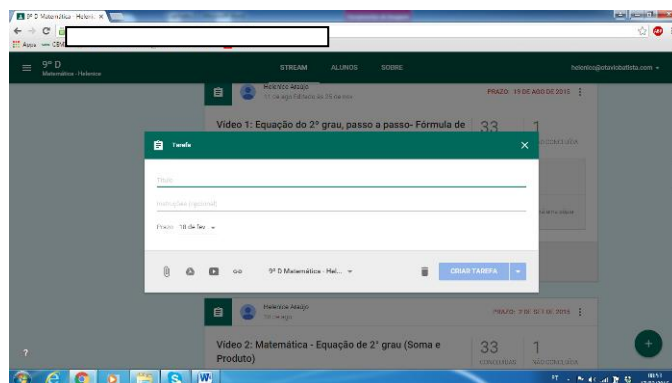 9º D Matemática - Heleni
Apps
9º D
Matemática - Helenice
STREAM ALUNOS SOBRE
helenice@otaviobatista.com
Helenice Araújo
PRAZO: 19 DE AGO DE 2015
Vídeo 1: Equação do 2º grau, passo a passo- Fórmula de
33 1
Tarefa
Título
Instruções (opcional)
Prazo 18 de fev
9º D Matemática - Hel...
CRIAR TAREFA
Helenice Araújo
Vídeo 2: Matemática - Equação de 2° grau (Soma e
Produto)
33 1
CONCLUÍDAS NÃO CONCLUÍDA
?
PT